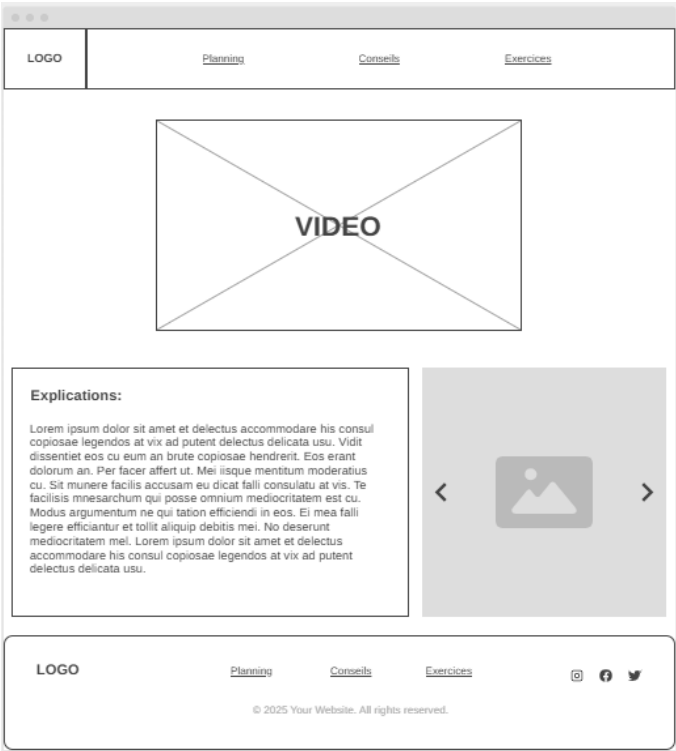 LOGO
Planning
Conseils
Exercices
VIDEO
Explications:
Lorem ipsum dolor sit amet et delectus accommodare his consul
copiosae legendos at vix ad putent delectus delicata usu. Vidit
dissentiet eos cu eum an brute copiosae hendrerit. Eos erant
dolorum an. Per facer affert ut. Mei iisque mentitum moderatius
cu. Sit munere facilis accusam eu dicat falli consulatu at vis. Te
facilisis mnesarchum qui posse omnium mediocritatem est cu.
Modus argumentum ne qui tation efficiendi in eos. Ei mea falli
legere efficiantur et tollit aliquip debitis mei. No deserunt
mediocritatem mel. Lorem ipsum dolor sit amet et delectus
accommodare his consul copiosae legendos at vix ad putent
delectus delicata usu.
LOGO
Planning
Conseils
Exercices
© 2025 Your Website. All rights reserved.